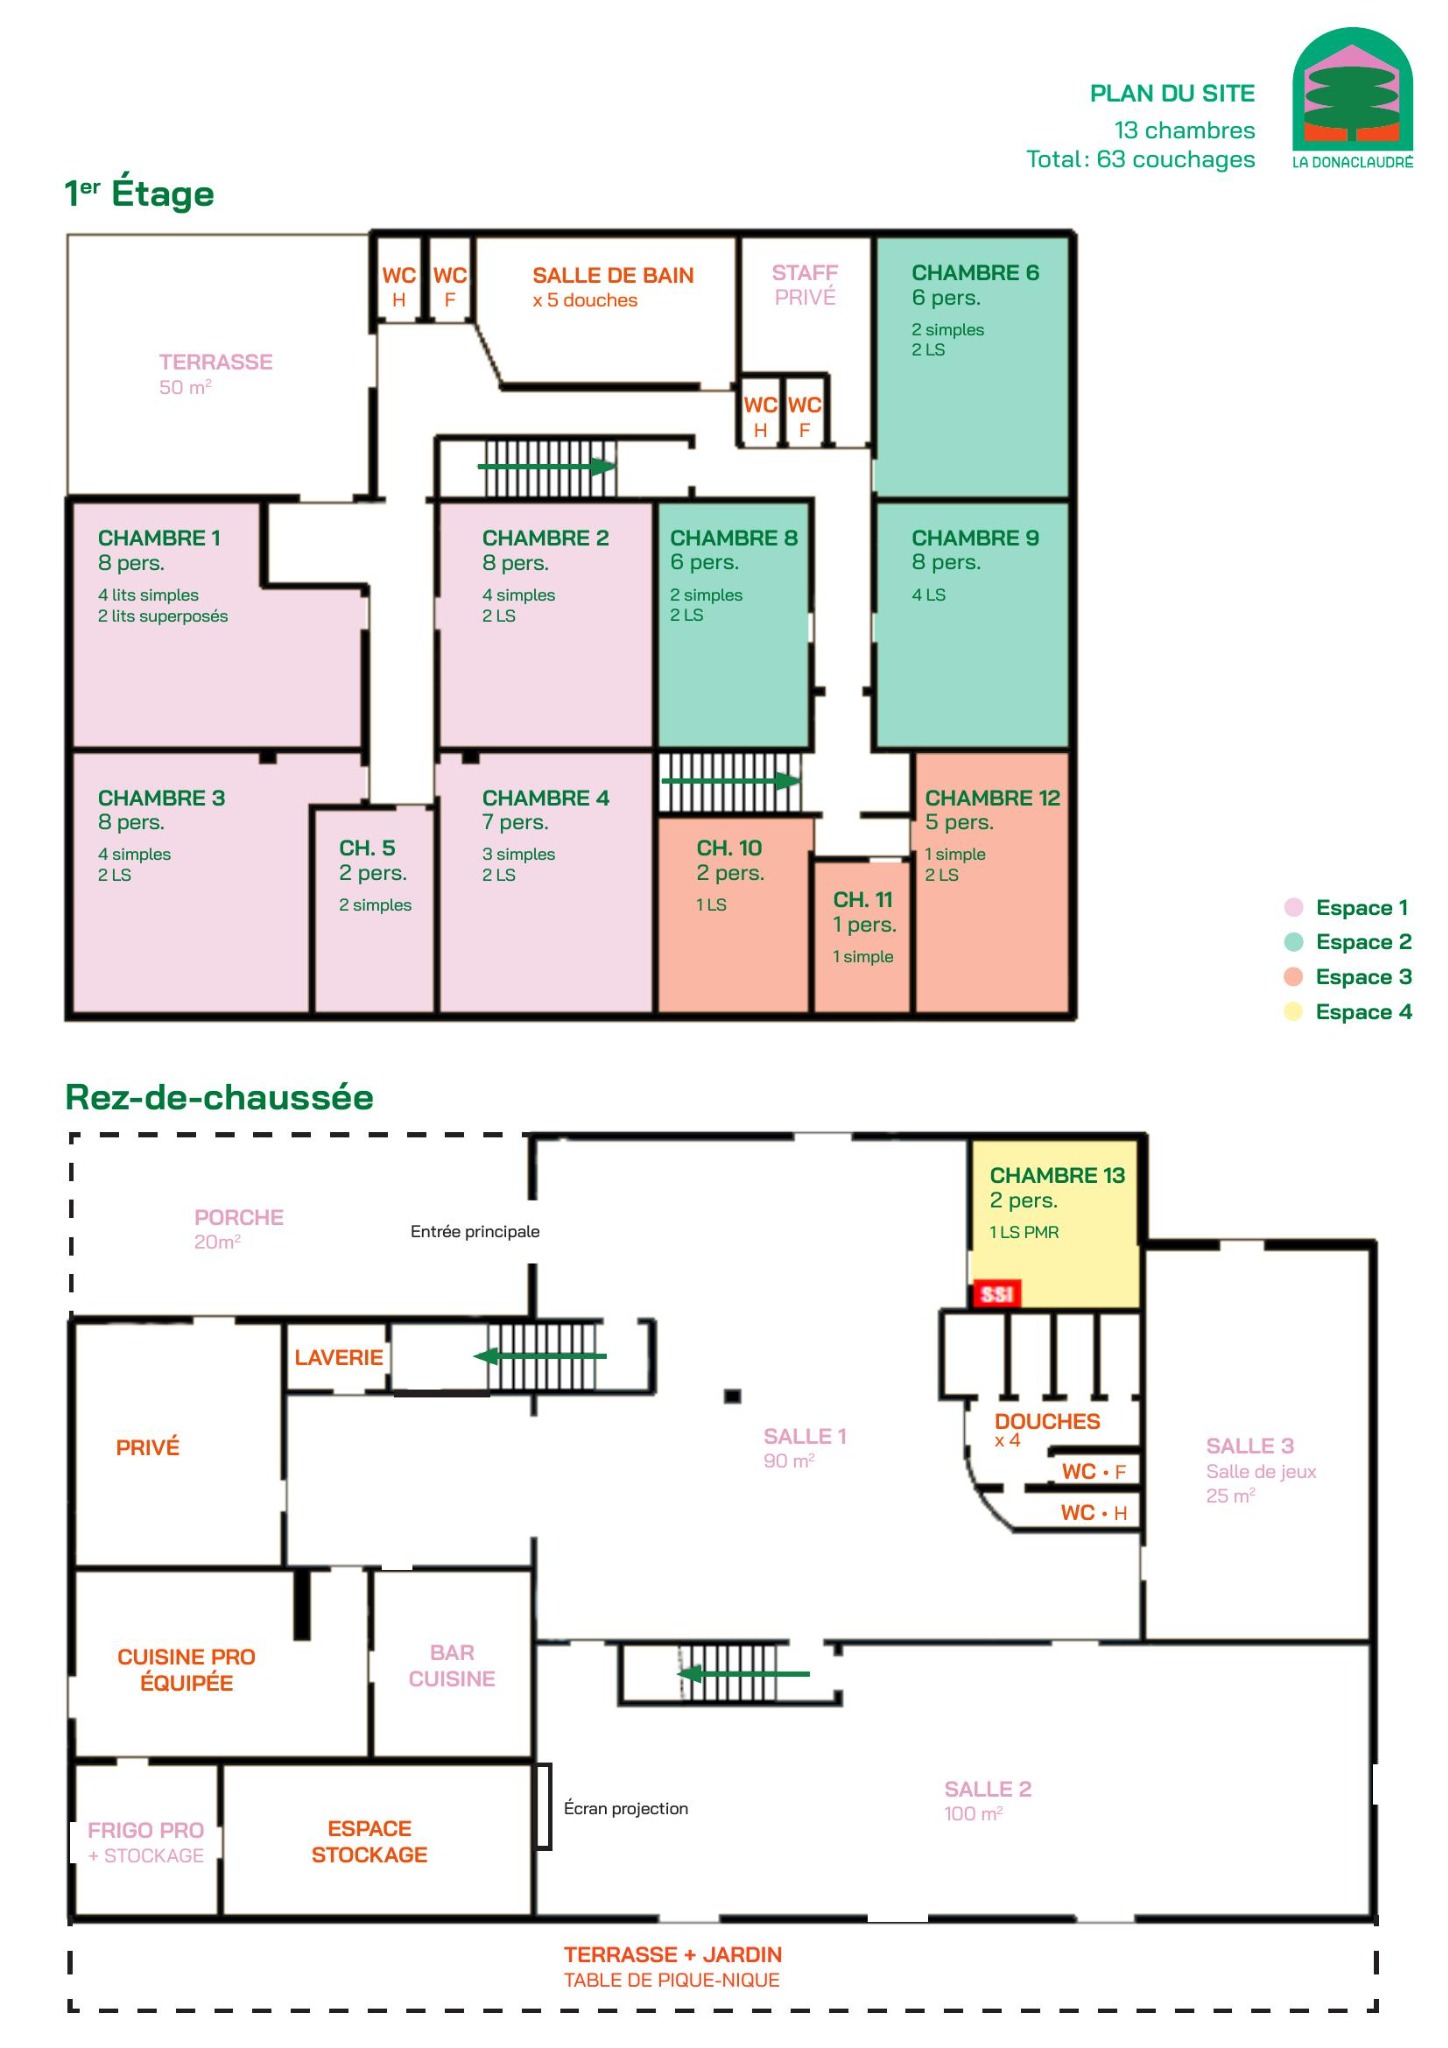 PLAN DU SITE
13 chambres
Total : 63 couchages
LA DONACLAUDRÉ
1er Étage
TERRASSE
50 m²
WC
H
WC
F
SALLE DE BAIN
x 5 douches
STAFF
PRIVÉ
WC
H
WC
F
CHAMBRE 6
6 pers.
2 simples
2 LS
CHAMBRE 1
8 pers.
4 lits simples
2 lits superposés
CHAMBRE 2
8 pers.
4 simples
2 LS
CHAMBRE 8
6 pers.
2 simples
2 LS
CHAMBRE 9
8 pers.
4 LS
CHAMBRE 3
8 pers.
4 simples
2 LS
CH. 5
2 pers.
2 simples
CHAMBRE 4
7 pers.
3 simples
2 LS
CH. 10
2 pers.
1 LS
CH. 11
1 pers.
1 simple
CHAMBRE 12
5 pers.
1 simple
2 LS
Espace 1
Espace 2
Espace 3
Espace 4
Rez-de-chaussée
PORCHE
20m²
Entrée principale
CHAMBRE 13
2 pers.
1 LS PMR
SSI
LAVERIE
PRIVÉ
SALLE 1
90 m²
DOUCHES
x 4
WC • F
WC • H
SALLE 3
Salle de jeux
25 m²
CUISINE PRO
ÉQUIPÉE
BAR
CUISINE
FRIGO PRO
+ STOCKAGE
ESPACE
STOCKAGE
Écran projection
SALLE 2
100 m²
TERRASSE + JARDIN
TABLE DE PIQUE-NIQUE